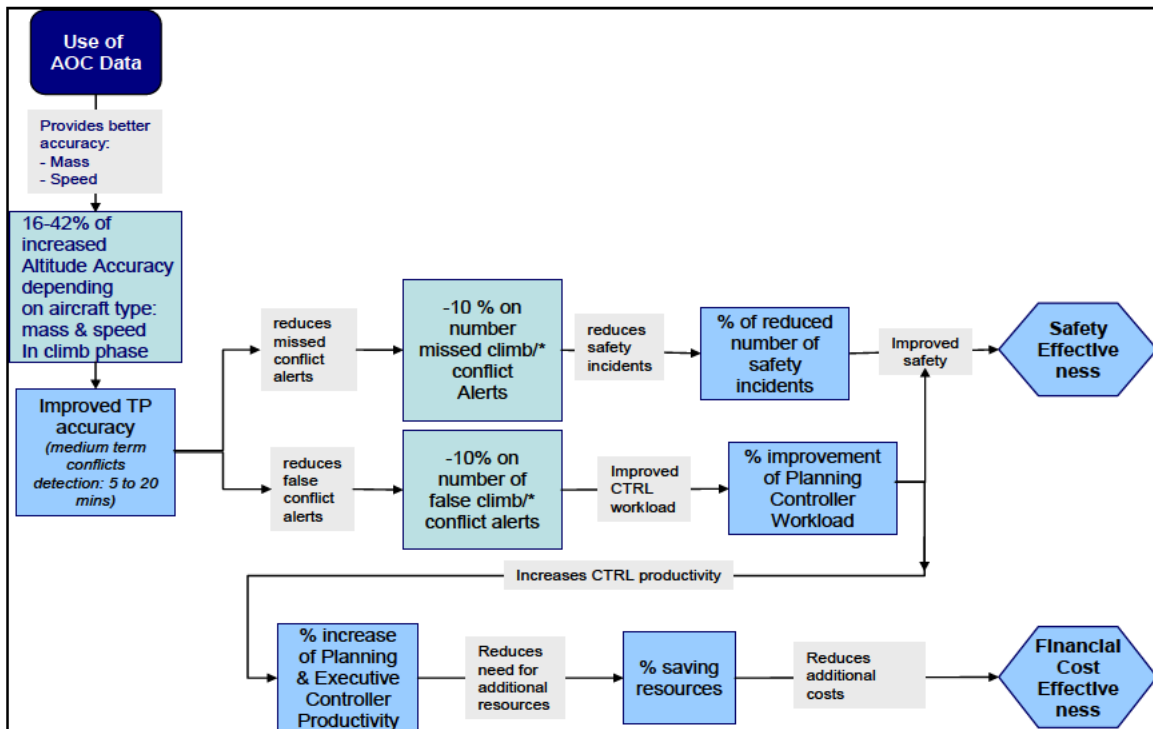 Use of
AOC Data
Provides better
accuracy:
- Mass
- Speed
16-42% of
increased
Altitude Accuracy
depending
on aircraft type:
mass & speed
In climb phase
Improved TP
accuracy
(medium term
conflicts
detection: 5 to 20
mins)
reduces
missed
conflict
alerts
-10 % on
number
missed climb/*
conflict
Alerts
reduces
safety
incidents
% of reduced
number of
safety
incidents
Improved
safety
Safety
Effective
ness
reduces
false
conflict
alerts
-10% on
number of
false climb/*
conflict alerts
Improved
CTRL
workload
% improvement
of Planning
Controller
Workload
Increases CTRL productivity
% increase
of Planning
& Executive
Controller
Productivity
Reduces
need for
additional
resources
% saving
resources
Reduces
additional
costs
Financial
Cost
Effective
ness